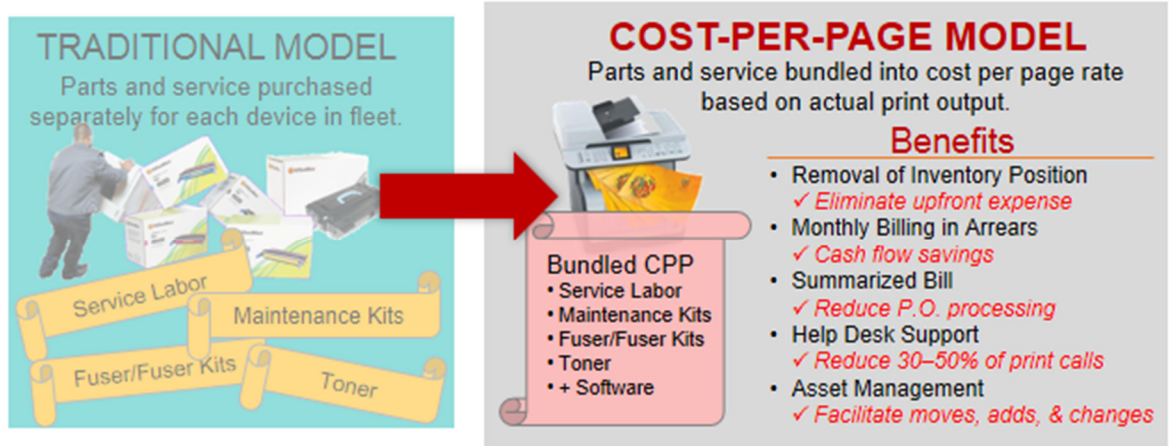 TRADITIONAL MODEL
Parts and service purchased
separately for each device in fleet.
Service Labor
Maintenance Kits
Fuser/Fuser Kits
Toner
COST-PER-PAGE MODEL
Parts and service bundled into cost per page rate
based on actual print output.
Bundled CPP
• Service Labor
• Maintenance Kits
• Fuser/Fuser Kits
• Toner
• + Software
Benefits
• Removal of Inventory Position
✓ Eliminate upfront expense
• Monthly Billing in Arrears
✓ Cash flow savings
• Summarized Bill
✓ Reduce P.O. processing
• Help Desk Support
✓ Reduce 30–50% of print calls
• Asset Management
✓ Facilitate moves, adds, & changes